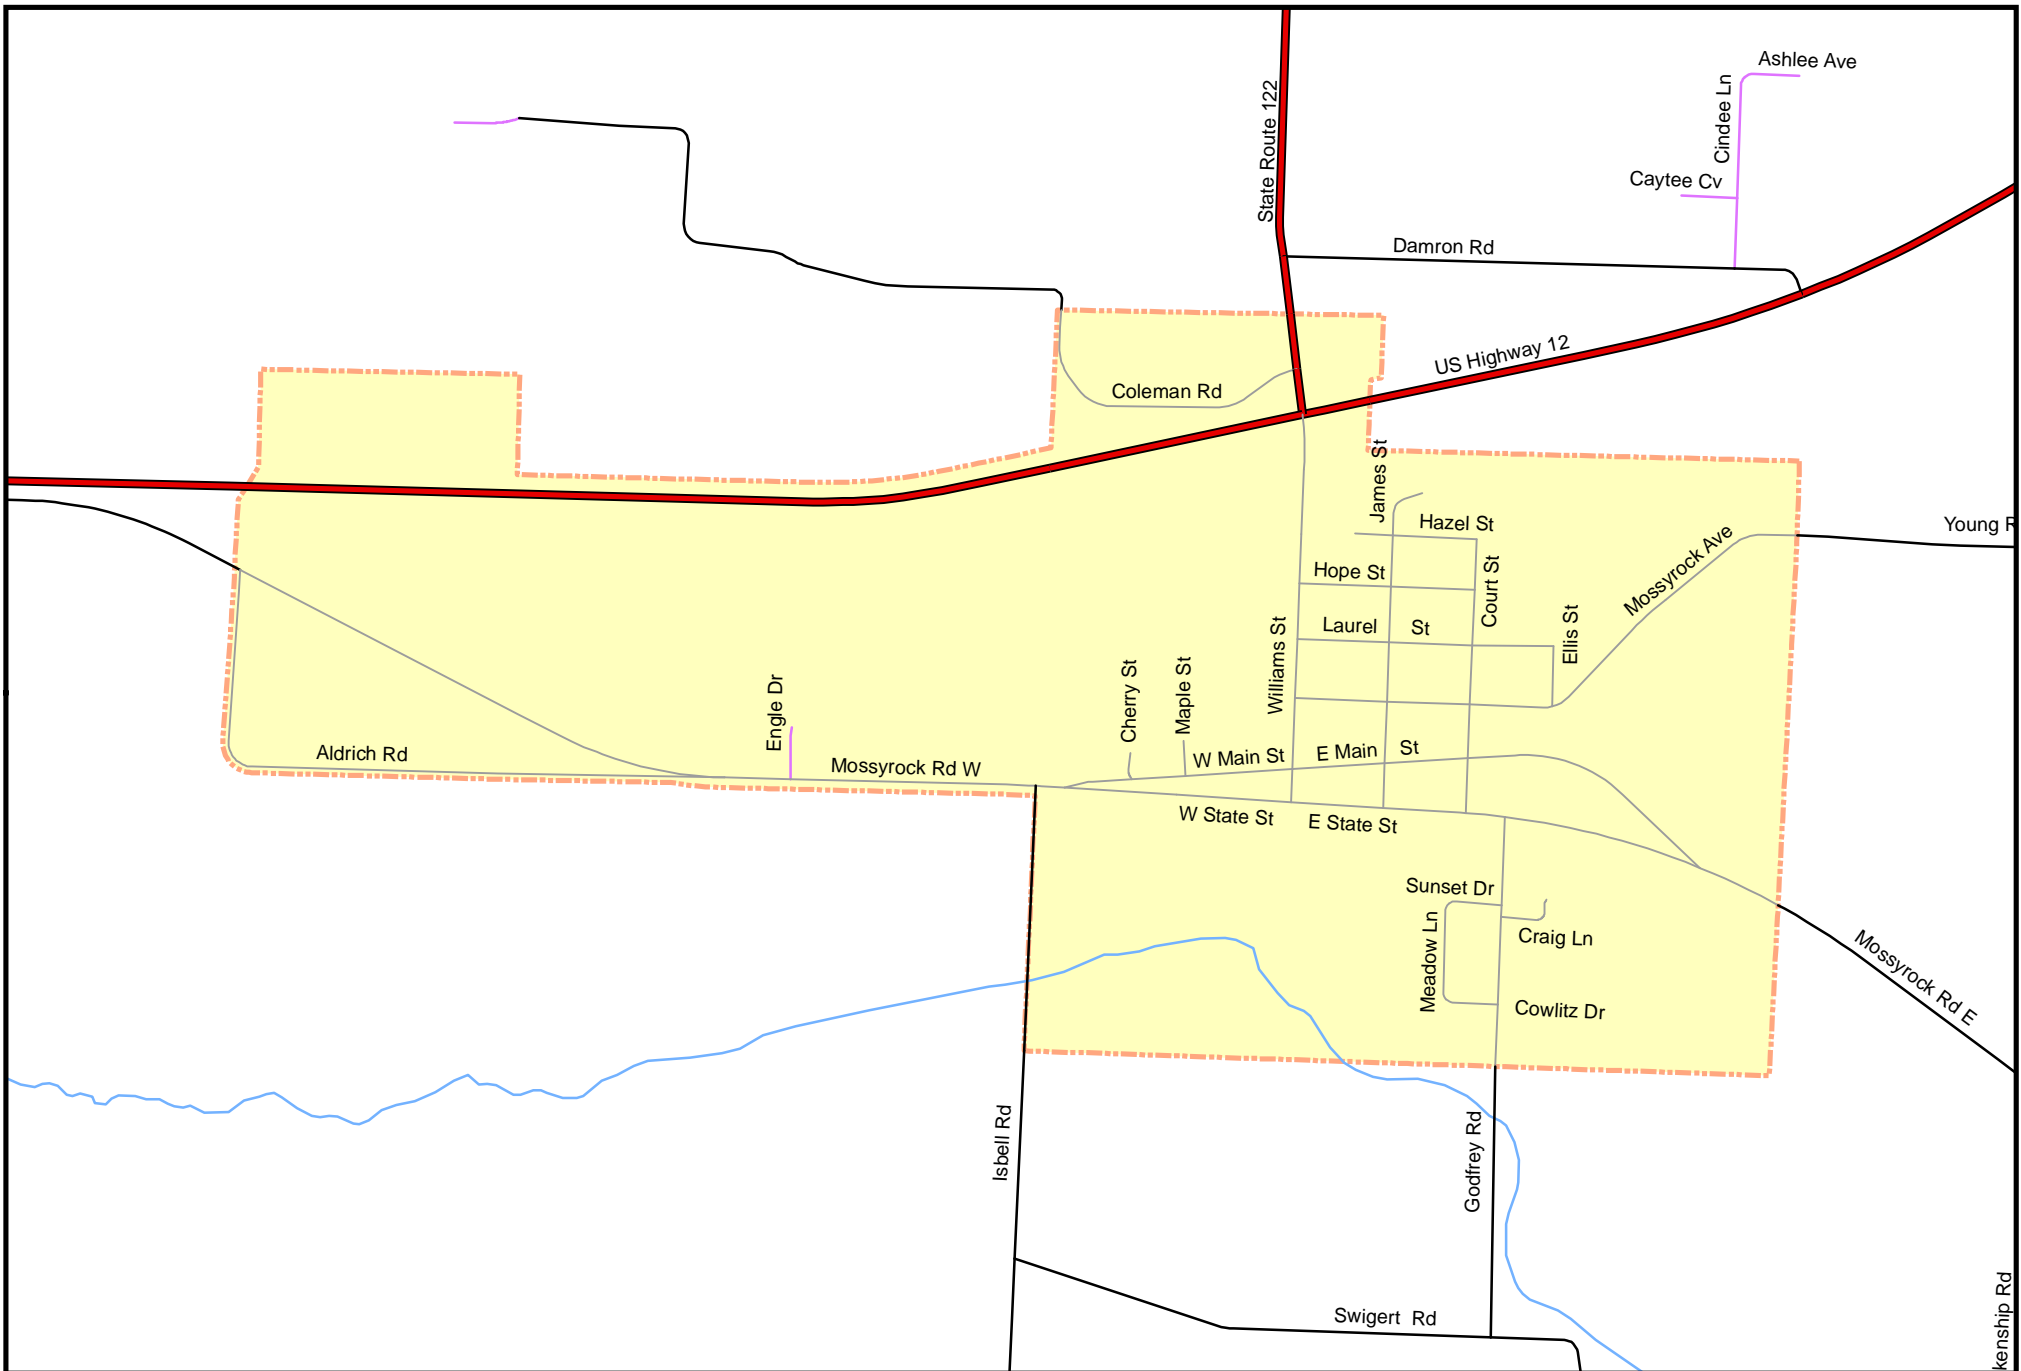 Ashlee Ave
Cindee Ln
State Route 122
Caytee Cv
Damron Rd
US Highway 12
Coleman Rd
James St
Hazel St
Young R
Mossyrock Ave
Hope St
Court St
Laurel St
Ellis St
Williams St
Cherry St
Maple St
Engle Dr
Aldrich Rd
Mossyrock Rd W
W Main St
E Main St
W State St
E State St
Sunset Dr
Meadow Ln
Craig Ln
Mossyrock Rd E
Cowlitz Dr
Isbell Rd
Godfrey Rd
Swigert Rd
kenship Rd